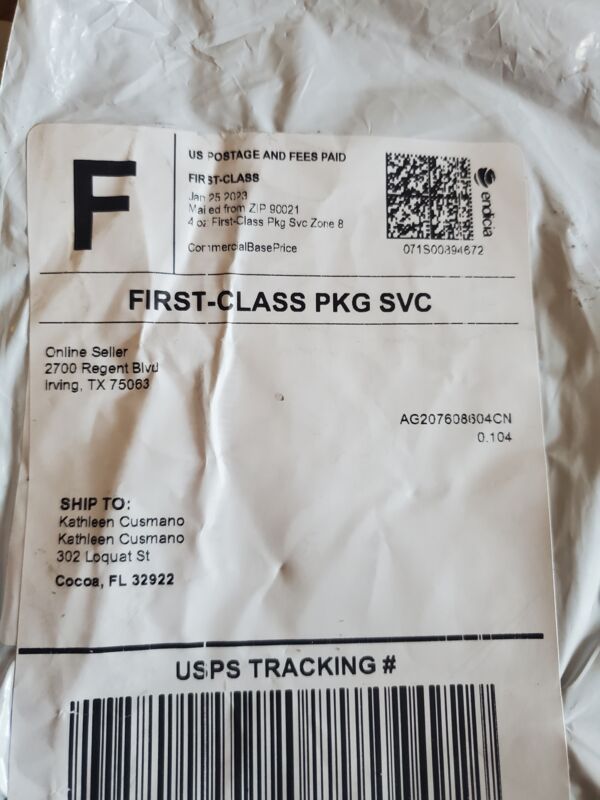 F
US POSTAGE AND FEES PAID
FIRST-CLASS
Jan 25 2023
Mailed from ZIP 90021
4 oz First-Class Pkg Svc Zone 8
CommercialBasePrice
endicia
071S00894672
FIRST-CLASS PKG SVC
Online Seller
2700 Regent Blvd
Irving, TX 75063
AG207608604CN
0.104
SHIP TO:
Kathleen Cusmano
Kathleen Cusmano
302 Loquat St
Cocoa, FL 32922
USPS TRACKING #